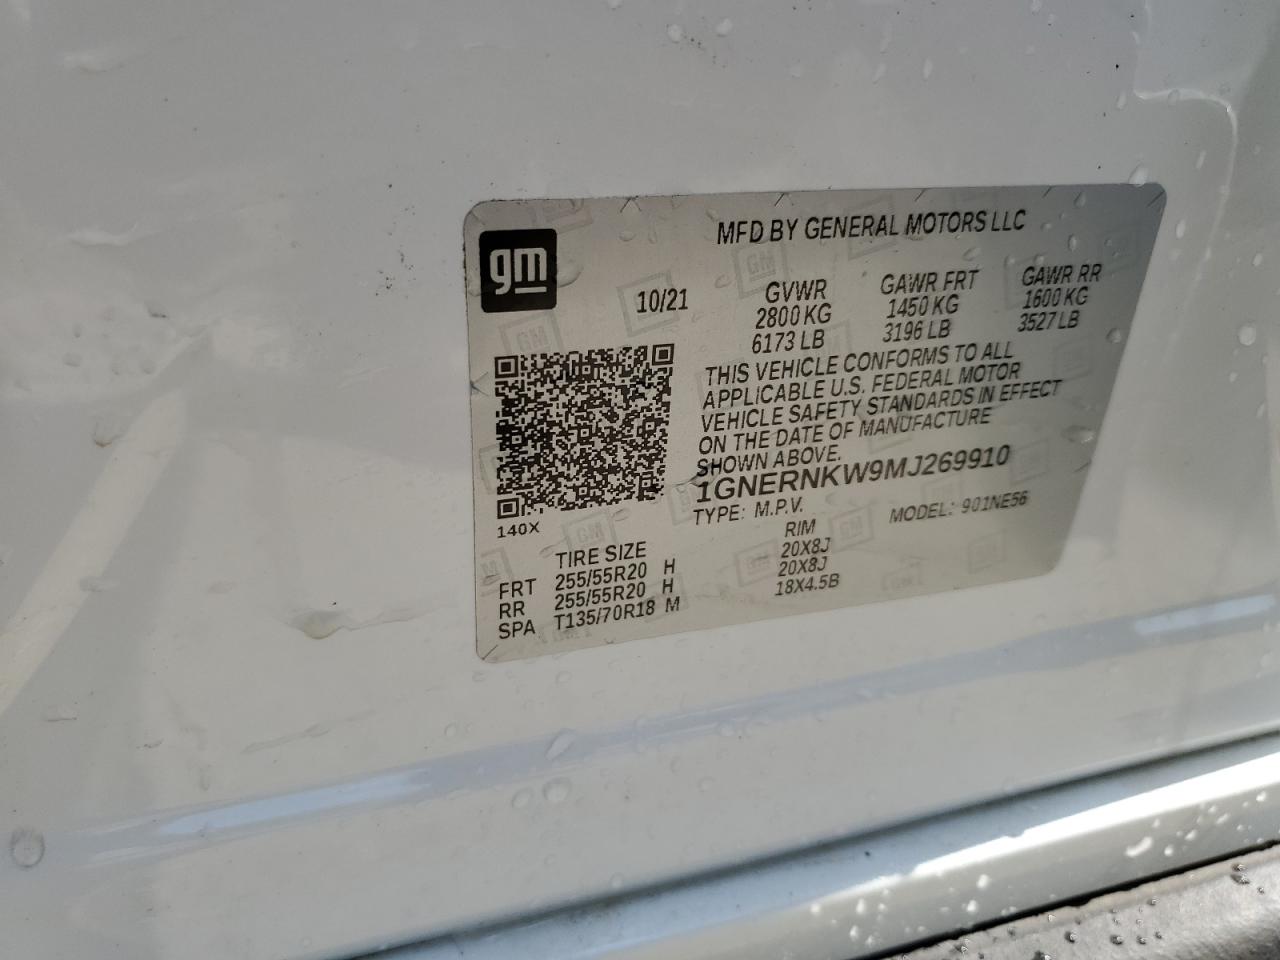 MFD BY GENERAL MOTORS LLC
gm
10/21
GVWR GAWR FRT GAWR RR
2800 KG 1450 KG 1600 KG
6173 LB 3196 LB 3527 LB
THIS VEHICLE CONFORMS TO ALL
APPLICABLE U.S. FEDERAL MOTOR
VEHICLE SAFETY STANDARDS IN EFFECT
ON THE DATE OF MANUFACTURE
SHOWN ABOVE.
1GNERNKW9MJ269910
TYPE: M.P.V. MODEL: 901NE56
140X
TIRE SIZE RIM
FRT 255/55R20 H 20X8J
RR 255/55R20 H 20X8J
SPA T135/70R18 M 18X4.5B